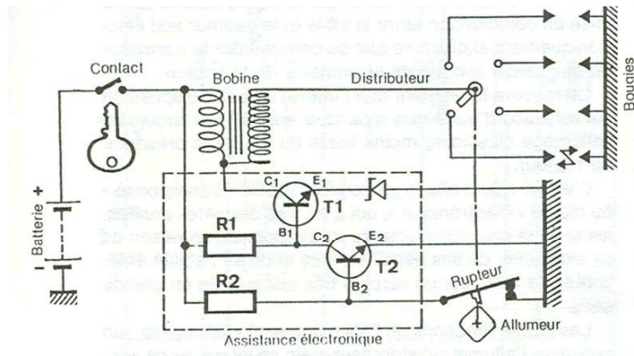 Contact
Bobine
Distributeur
Bougies
Batterie
+
−
C1
E1
T1
R1
B1
C2
E2
T2
R2
B2
Rupteur
Allumeur
Assistance électronique